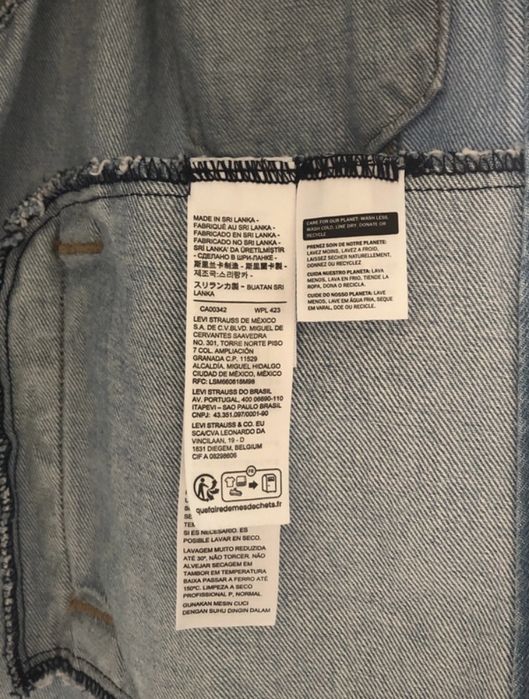 MADE IN SRI LANKA -
FABRIQUÉ AU SRI LANKA -
FABRICADO EN SRI LANKA -
FABRICADO NO SRI LANKA -
SRI LANKA' DA ÜRETİLMİŞTİR
- СДЕЛАНО В ШРИ-ЛАНКЕ -
斯里兰卡制造 - 斯里蘭卡製 -
제조국:스리랑카 -
スリランカ製 - BUATAN SRI
LANKA
CA00342 WPL 423
LEVI STRAUSS DE MÉXICO
S.A. DE C.V.BLVD. MIGUEL DE
CERVANTES SAAVEDRA
NO. 301, TORRE NORTE PISO
7 COL. AMPLIACIÓN
GRANADA C.P. 11529
ALCALDÍA. MIGUEL HIDALGO
CIUDAD DE MÉXICO, MÉXICO
RFC: LSM660618M98
LEVI STRAUSS DO BRASIL
AV. PORTUGAL, 400 06690-110
ITAPEVI – SAO PAULO BRASIL
CNPJ: 43.351.097/0001-90
LEVI STRAUSS & CO. EU
SCA/CVA LEONARDO DA
VINCILAAN, 19 - D
1831 DIEGEM, BELGIUM
CIF A 08298606
FR
quefairedemesdechets.fr
SI ES NECESARIO. ES
POSIBLE LAVAR EN SECO.
LAVAGEM MUITO REDUZIDA
ATÉ 30º. NÃO TORCER. NÃO
ALVEJAR SECAGEM EM
TAMBOR EM TEMPERATURA
BAIXA PASSAR A FERRO ATÉ
150ºC. LIMPEZA A SECO
PROFISSIONAL P, NORMAL
GUNAKAN MESIN CUCI
DENGAN SUHU DINGIN DALAM
CARE FOR OUR PLANET: WASH LESS,
WASH COLD, LINE DRY, DONATE OR
RECYCLE
PRENEZ SOIN DE NOTRE PLANETE:
LAVEZ MOINS, LAVEZ A FROID,
LAISSEZ SECHER NATURELLEMENT,
DONNEZ OU RECYCLEZ
CUIDA NUESTRO PLANETA: LAVA
MENOS, LAVA EN FRIO, TIENDE LA
ROPA, DONA O RECICLA.
CUIDE DO NOSSO PLANETA: LAVE
MENOS, LAVE EM ÁGUA FRIA, SEQUE
EM VARAL, DOE OU RECICLE.